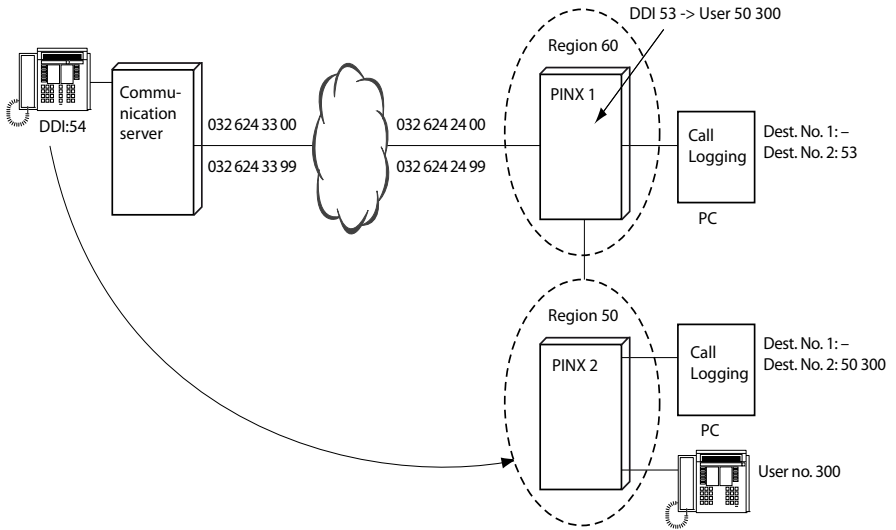 DDI 53 -> User 50 300
Region 60
PINX 1
DDI:54
Commu-
nication
server
032 624 33 00
032 624 33 99
032 624 24 00
032 624 24 99
Call
Logging
PC
Dest. No. 1: –
Dest. No. 2: 53
Region 50
PINX 2
Call
Logging
PC
Dest. No. 1: –
Dest. No. 2: 50 300
User no. 300